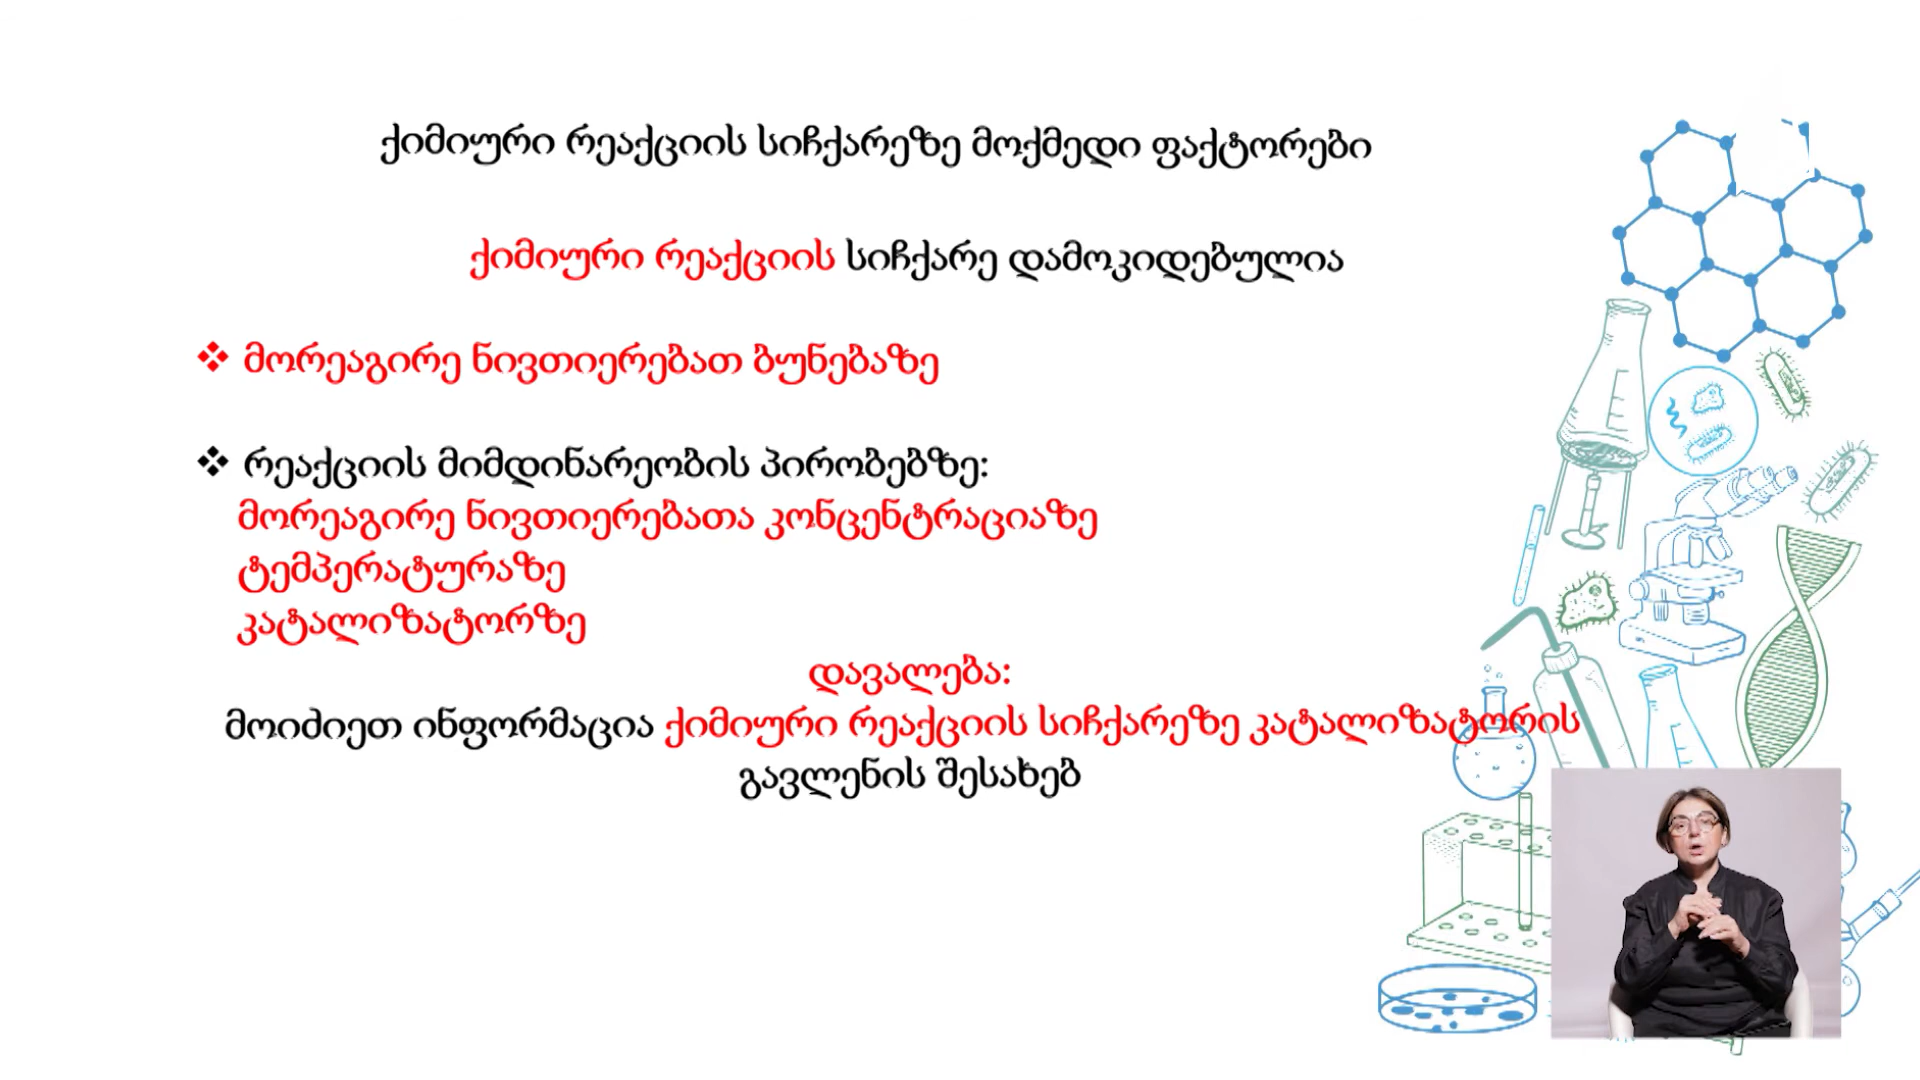 ქიმიური რეაქციის სიჩქარეზე მოქმედი ფაქტორები
ქიმიური რეაქციის სიჩქარე დამოკიდებულია
❖ მორეაგირე ნივთიერებათ ბუნებაზე
❖ რეაქციის მიმდინარეობის პირობებზე:
მორეაგირე ნივთიერებათა კონცენტრაციაზე
ტემპერატურაზე
კატალიზატორზე
დავალება:
მოიძიეთ ინფორმაცია ქიმიური რეაქციის სიჩქარეზე კატალიზატორის
გავლენის შესახებ